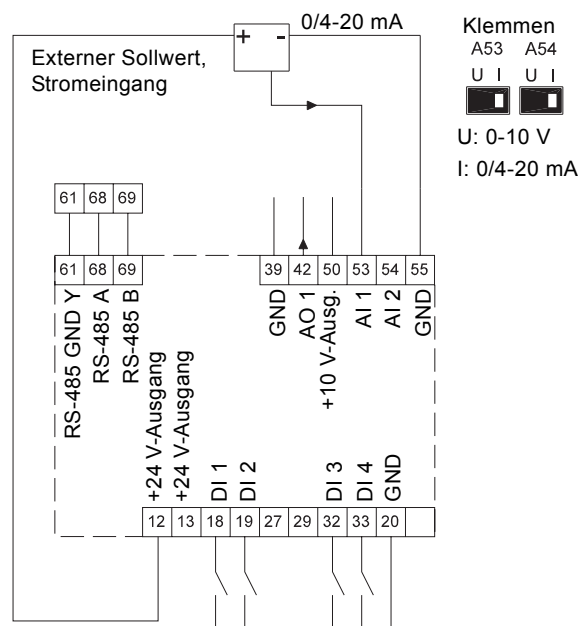 + - 0/4-20 mA
Externer Sollwert,
Stromeingang
Klemmen
A53 A54
U I U I
U: 0-10 V
I: 0/4-20 mA
61 68 69
61 68 69
RS-485 GND Y
RS-485 A
RS-485 B
39 42 50 53 54 55
GND
AO 1
+10 V-Ausg.
AI 1
AI 2
GND
+24 V-Ausgang
+24 V-Ausgang
DI 1
DI 2
DI 3
DI 4
GND
12 13 18 19 27 29 32 33 20